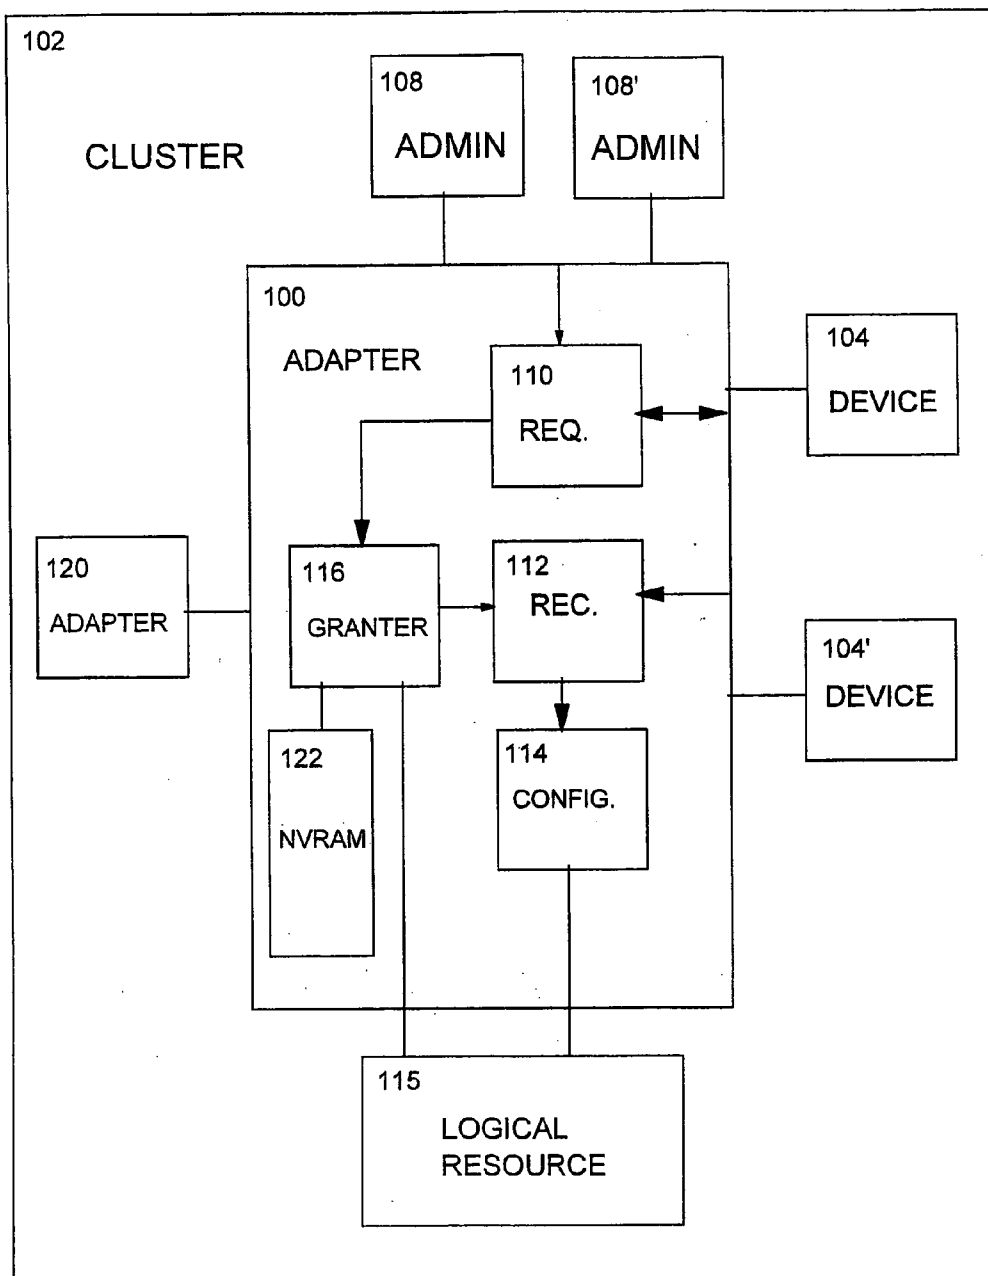 102
CLUSTER
108
ADMIN
108'
ADMIN
100
ADAPTER
110
REQ.
104
DEVICE
120
ADAPTER
116
GRANTER
112
REC.
104'
DEVICE
122
NVRAM
114
CONFIG.
115
LOGICAL
RESOURCE